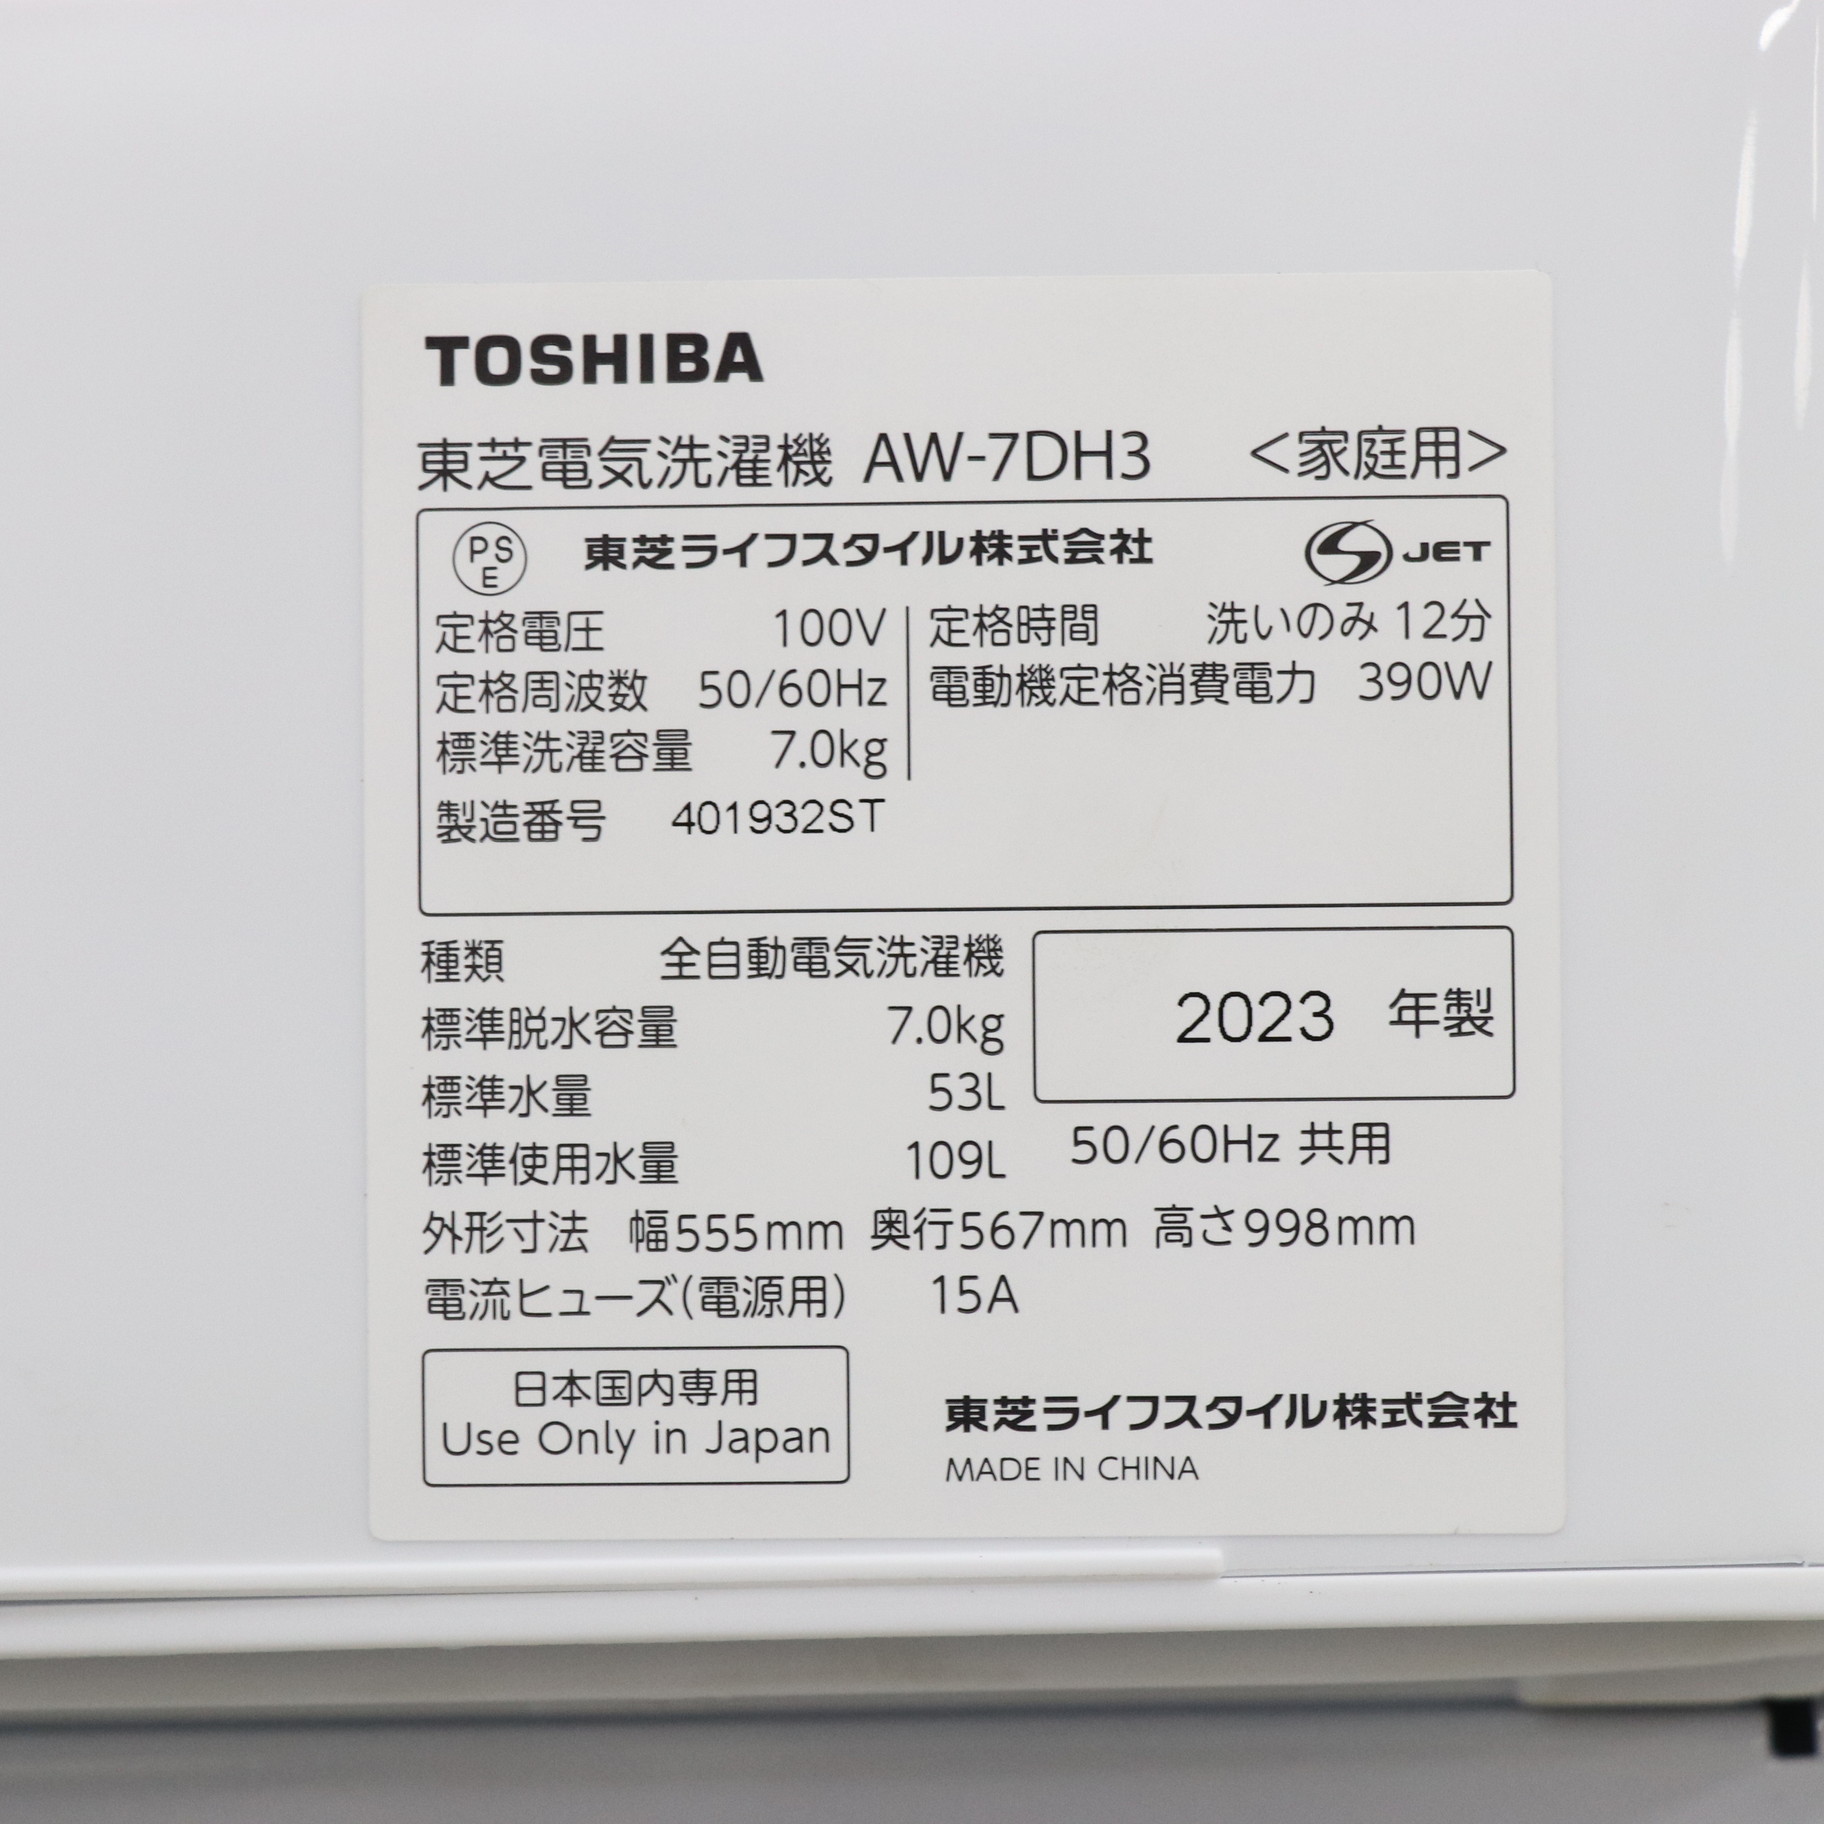 TOSHIBA
東芝電気洗濯機 AW-7DH3 <家庭用>
PS E 東芝ライフスタイル株式会社 S JET
定格電圧 100V 定格時間 洗いのみ 12分
定格周波数 50/60Hz 電動機定格消費電力 390W
標準洗濯容量 7.0kg
製造番号 401932ST
種類 全自動電気洗濯機
標準脱水容量 7.0kg
2023 年製
標準水量 53L
標準使用水量 109L
50/60Hz 共用
外形寸法 幅555mm 奥行567mm 高さ998mm
電流ヒューズ(電源用) 15A
日本国内専用
Use Only in Japan
東芝ライフスタイル株式会社
MADE IN CHINA